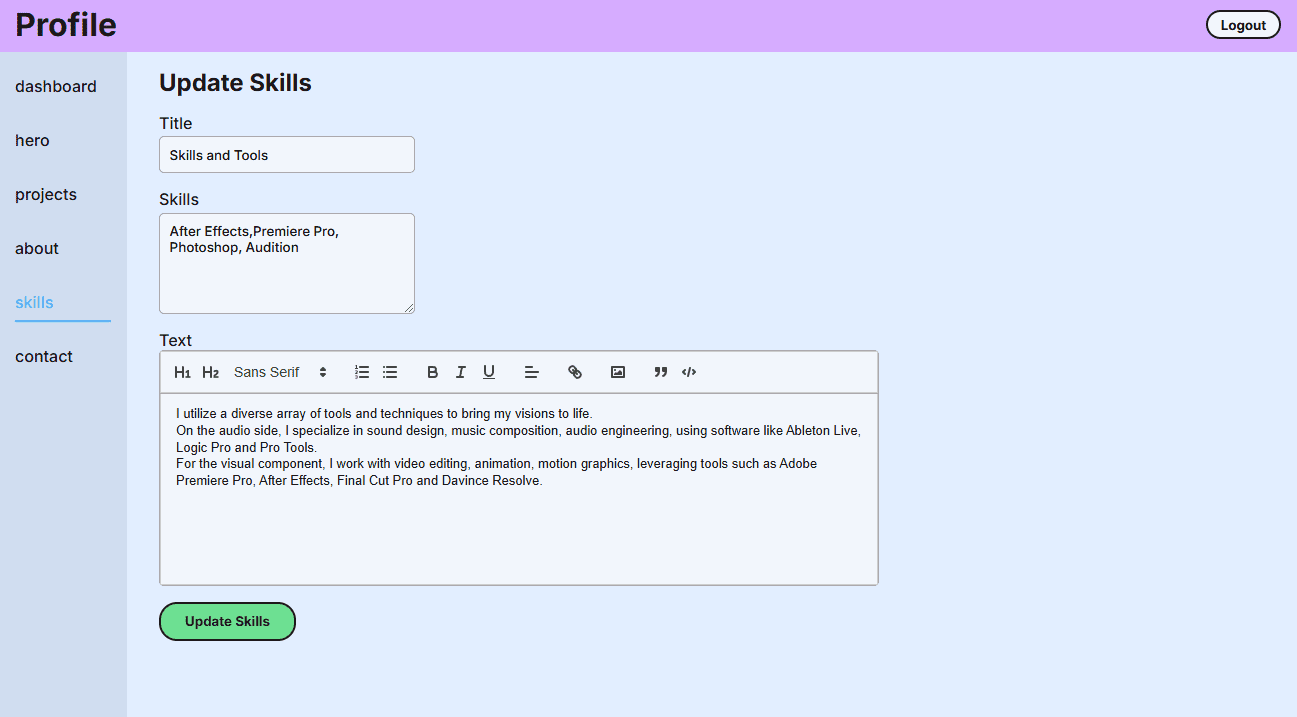 Profile
Logout
dashboard
hero
projects
about
skills
contact
Update Skills
Title
Skills and Tools
Skills
After Effects,Premiere Pro,
Photoshop, Audition
Text
H1 H2 Sans Serif B I U
I utilize a diverse array of tools and techniques to bring my visions to life.
On the audio side, I specialize in sound design, music composition, audio engineering, using software like Ableton Live,
Logic Pro and Pro Tools.
For the visual component, I work with video editing, animation, motion graphics, leveraging tools such as Adobe
Premiere Pro, After Effects, Final Cut Pro and Davince Resolve.
Update Skills